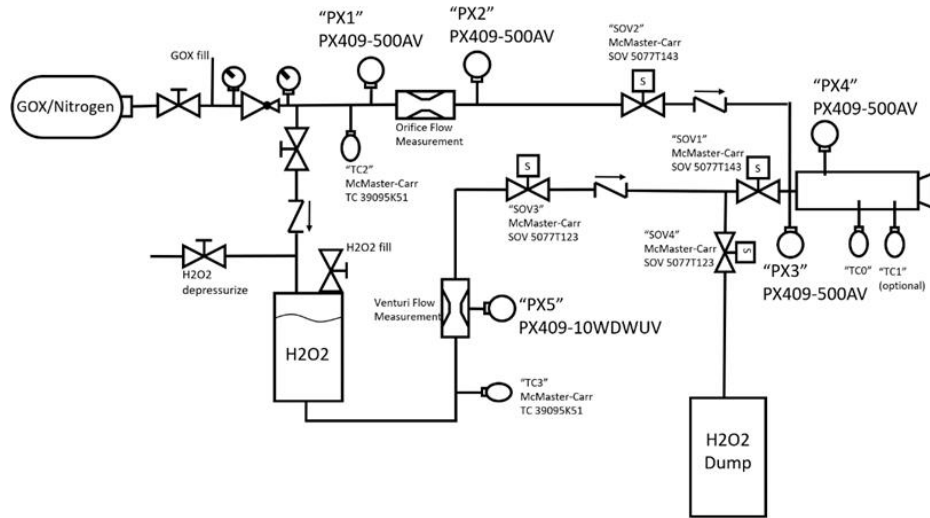 "PX1"
PX409-500AV
"PX2"
PX409-500AV
"SOV2"
McMaster-Carr
SOV 5077T143
GOX fill
S
GOX/Nitrogen
"PX4"
PX409-500AV
Orifice Flow
Measurement
"SOV1"
McMaster-Carr
SOV 5077T143
S
"TC2"
McMaster-Carr
TC 39095K51
S
"SOV3"
McMaster-Carr
SOV 5077T123
"SOV4"
McMaster-Carr
SOV 5077T123
S
H2O2 fill
H2O2
depressurize
"PX3"
PX409-500AV
"TC0"
"TC1"
(optional)
Venturi Flow
Measurement
"PX5"
PX409-10WDWUV
H2O2
"TC3"
McMaster-Carr
TC 39095K51
H2O2
Dump